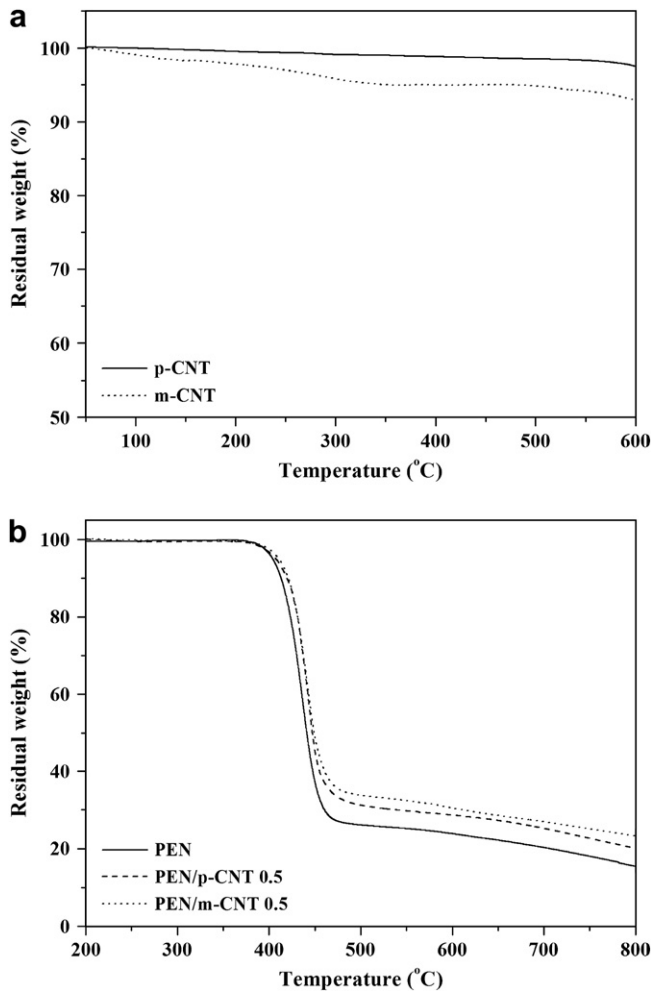 a
100
90
80
70
60
50
Residual weight (%)
p-CNT
m-CNT
100 200 300 400 500 600
Temperature (°C)
b
100
80
60
40
20
0
Residual weight (%)
PEN
PEN/p-CNT 0.5
PEN/m-CNT 0.5
200 300 400 500 600 700 800
Temperature (°C)